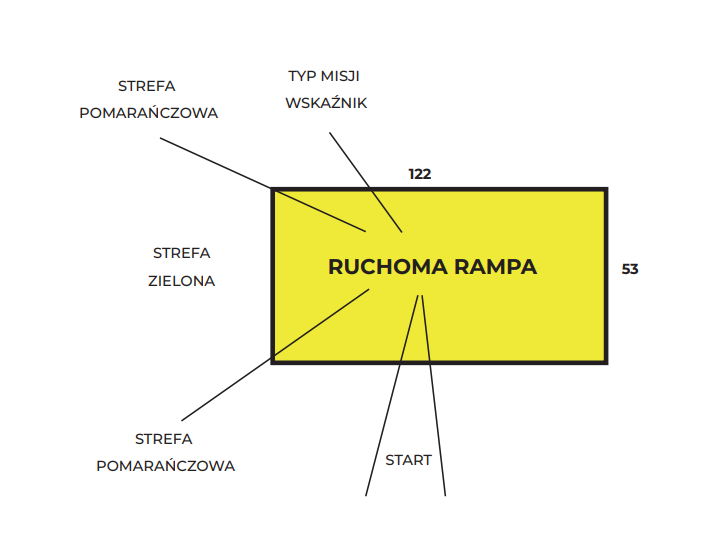 TYP MISJI
WSKAŹNIK
STREFA
POMARAŃCZOWA
122
STREFA
ZIELONA
RUCHOMA RAMPA
53
STREFA
POMARAŃCZOWA
START